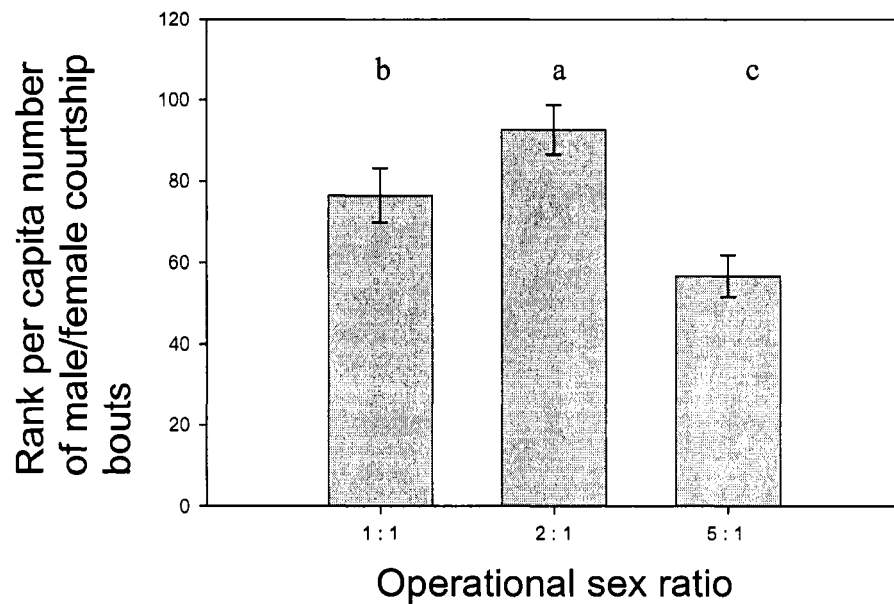 Rank per capita number
of male/female courtship
bouts
120
100
80
60
40
20
0
b a c
1 : 1 2 : 1 5 : 1
Operational sex ratio